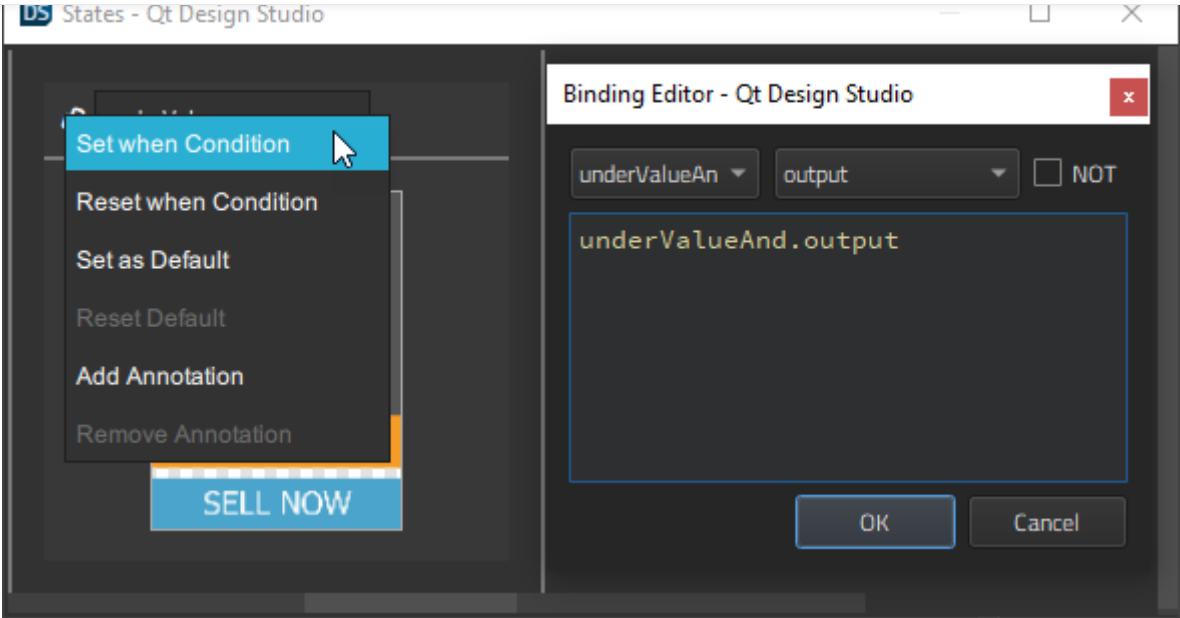 DS States - Qt Design Studio
Set when Condition
Reset when Condition
Set as Default
Reset Default
Add Annotation
Remove Annotation
SELL NOW
Binding Editor - Qt Design Studio
x
underValueAn
output
NOT
underValueAnd.output
OK
Cancel